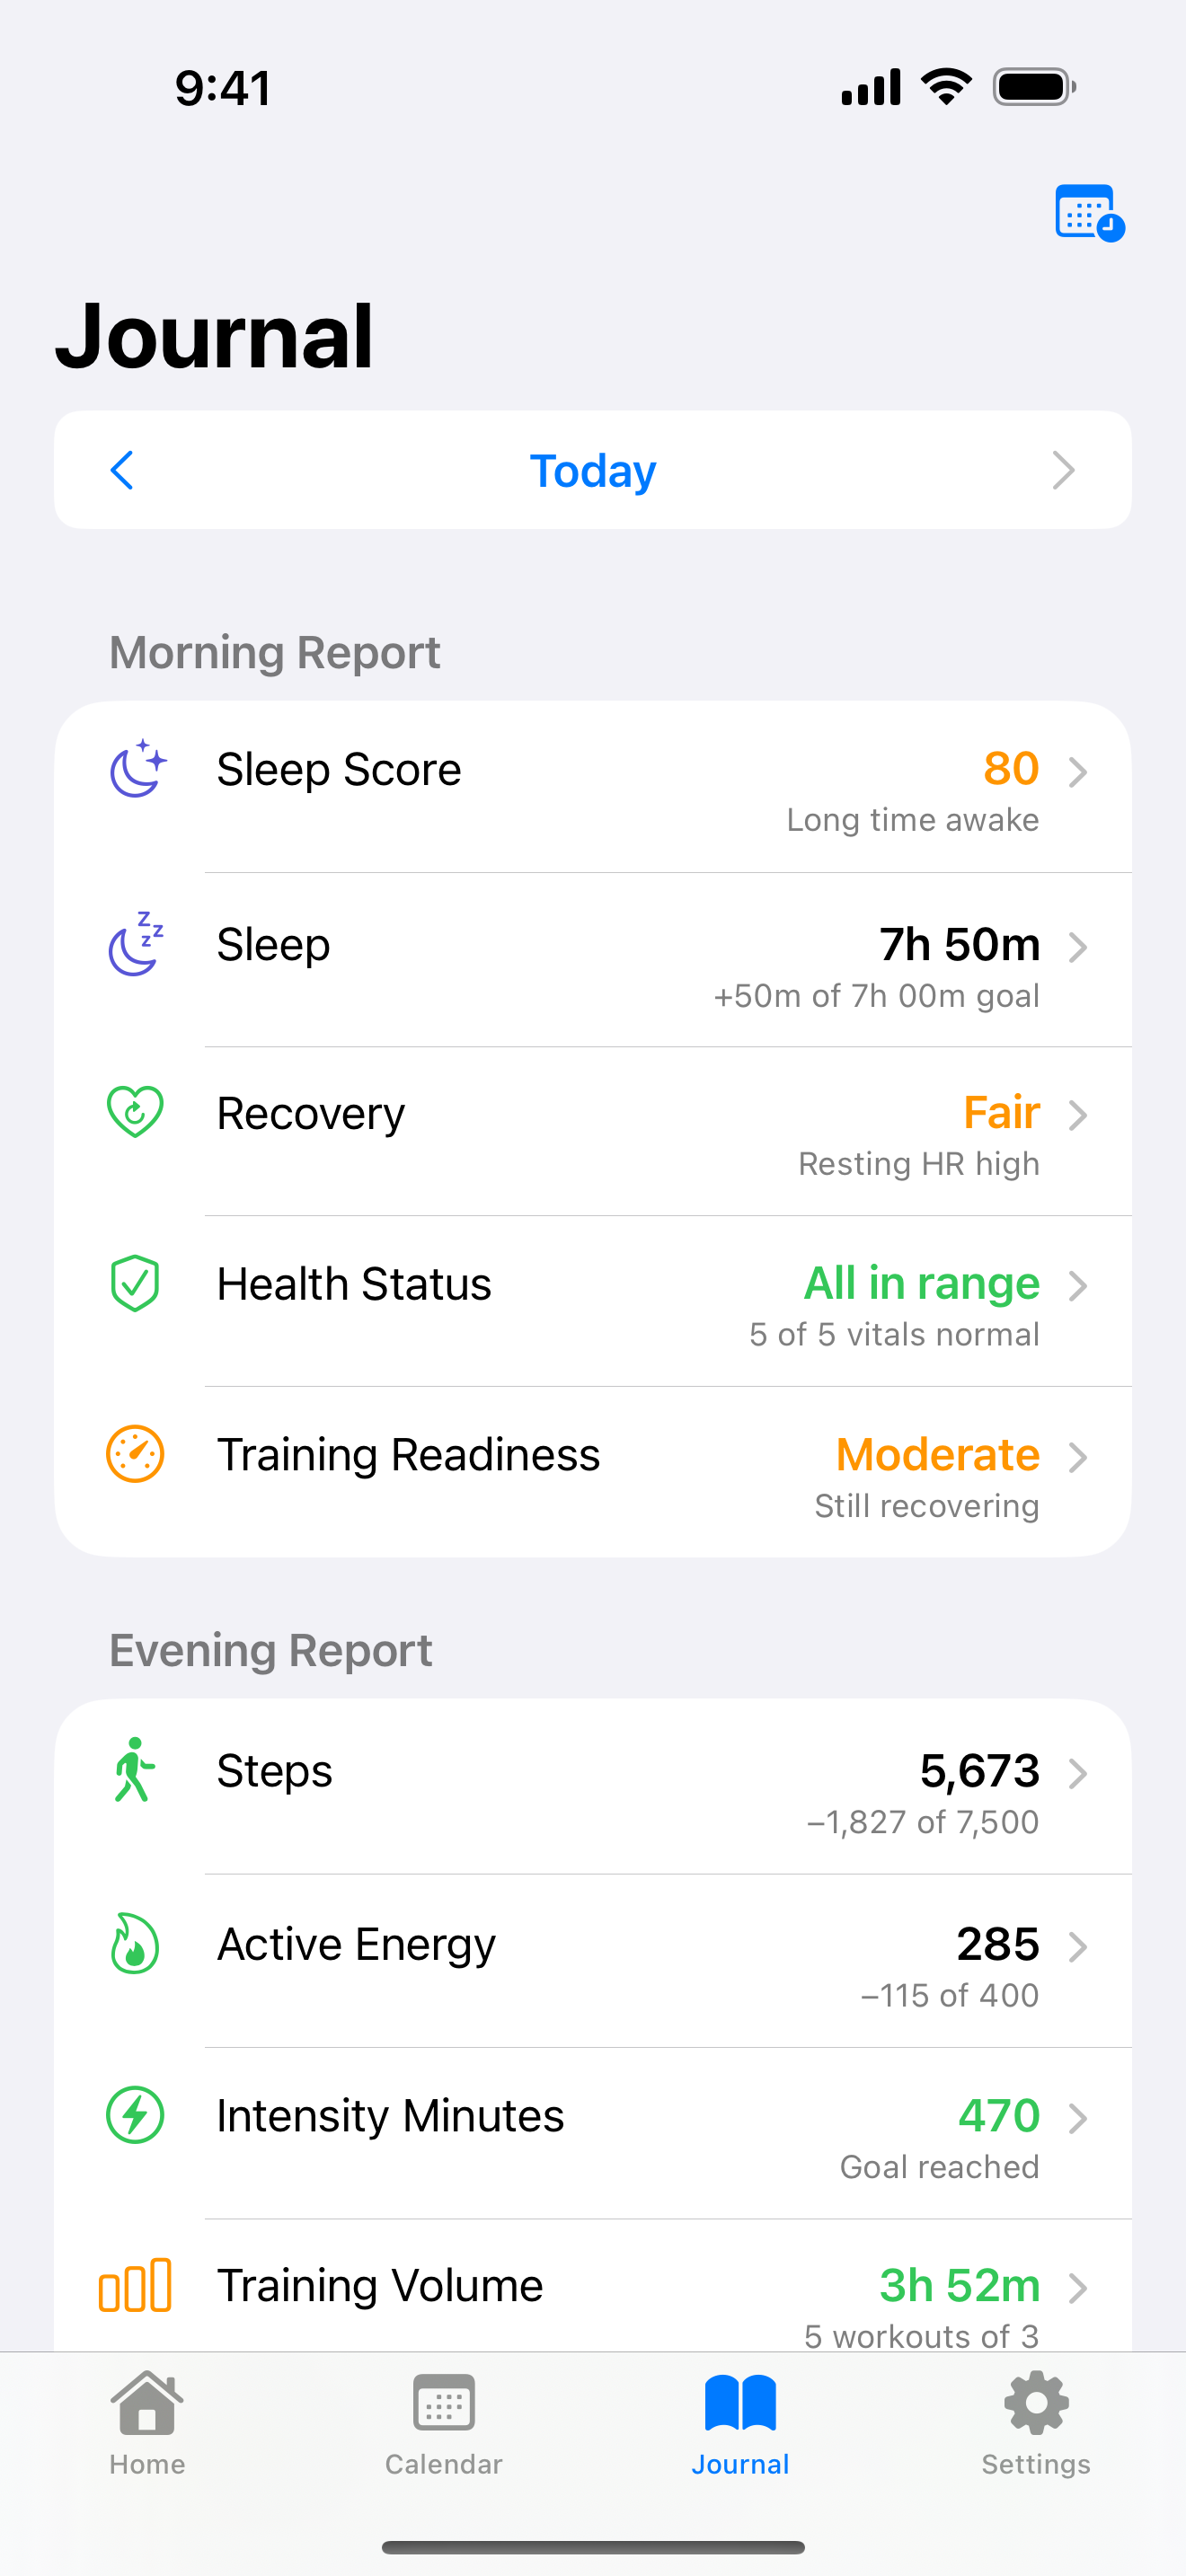 9:41
Journal
Today
Morning Report
Sleep Score
80
Long time awake
Sleep
7h 50m
+50m of 7h 00m goal
Recovery
Fair
Resting HR high
Health Status
All in range
5 of 5 vitals normal
Training Readiness
Moderate
Still recovering
Evening Report
Steps
5,673
–1,827 of 7,500
Active Energy
285
–115 of 400
Intensity Minutes
470
Goal reached
Training Volume
3h 52m
5 workouts of 3
Home
Calendar
Journal
Settings